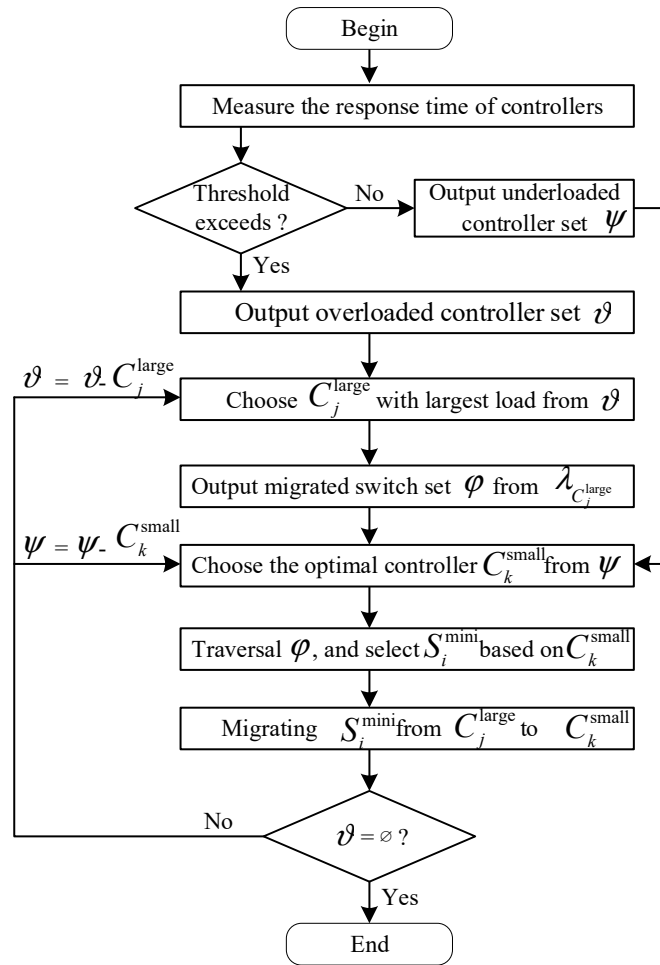 Begin
Measure the response time of controllers
Threshold
exceeds ?
No
Output underloaded
controller set ψ
Yes
Output overloaded controller set ϑ
ϑ = ϑ- C_j^large
Choose C_j^large with largest load from ϑ
Output migrated switch set φ from λ_{C_j^large}
ψ = ψ- C_k^small
Choose the optimal controller C_k^small from ψ
Traversal φ, and select S_i^mini based on C_k^small
Migrating S_i^mini from C_j^large to C_k^small
No
ϑ = ∅ ?
Yes
End